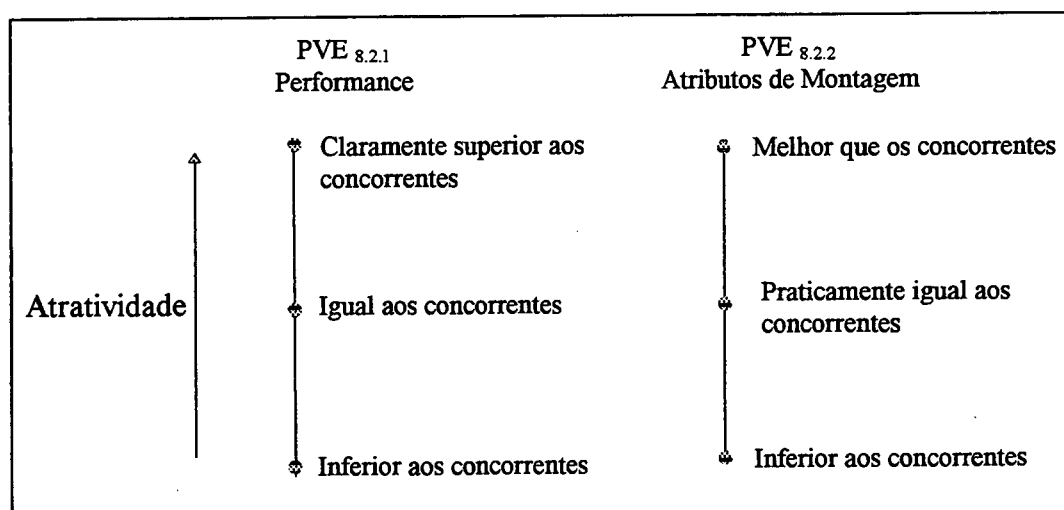 PVE 8.2.1
Performance
PVE 8.2.2
Atributos de Montagem
Claramente superior aos
concorrentes
Melhor que os concorrentes
Atratividade
Igual aos concorrentes
Praticamente igual aos
concorrentes
Inferior aos concorrentes
Inferior aos concorrentes